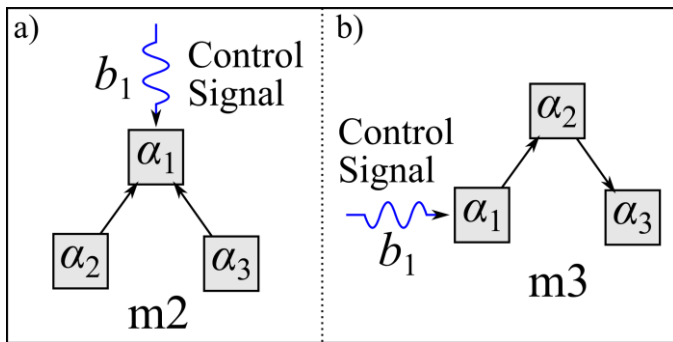 a)
b₁
Control
Signal
α₁
α₂
α₃
m2
b)
α₂
Control
Signal
α₁
α₃
b₁
m3